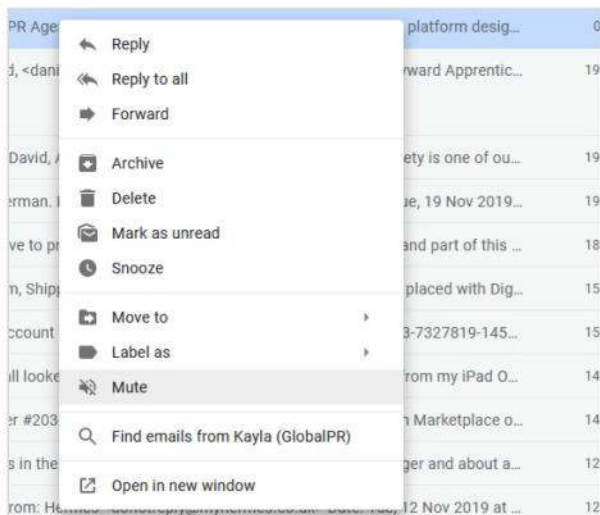 PR Age platform desig... 0
Reply
d, <dani yward Apprentic... 19
Reply to all
Forward
David, ety is one of ou... 19
Archive
erman. ue, 19 Nov 2019... 19
Delete
Mark as unread
ve to pr and part of this ... 18
Snooze
m, Shipp placed with Dig... 15
Move to
ccount 3-7327819-145... 15
Label as
all looke from my iPad O... 14
Mute
er #203 n Marketplace o... 14
Find emails from Kayla (GlobalPR)
s in the ger and about a... 12
Open in new window
rom: 12 Nov 2019 at ... 12